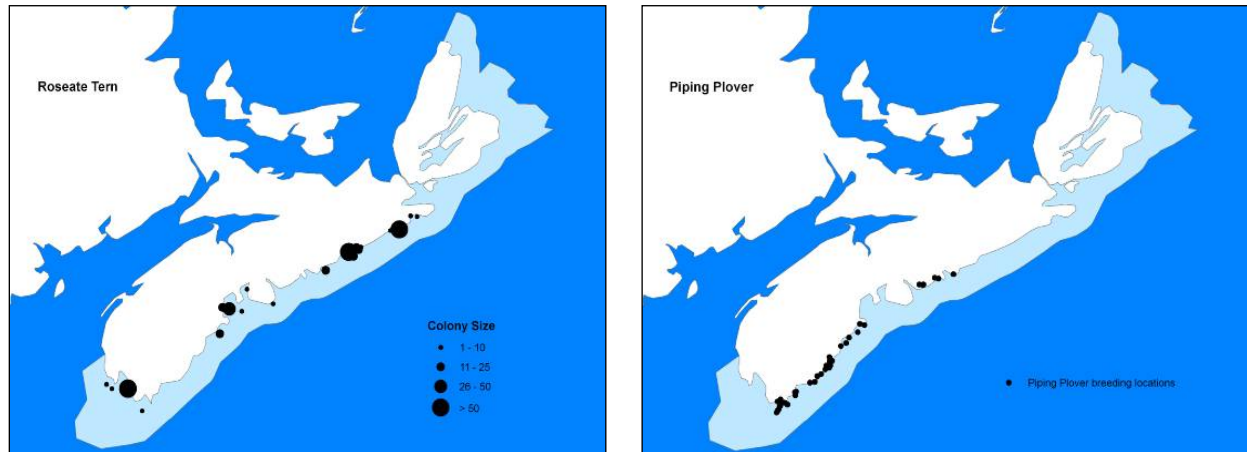 Roseate Tern
Colony Size
1 - 10
11 - 25
26 - 50
> 50
Piping Plover
Piping Plover breeding locations